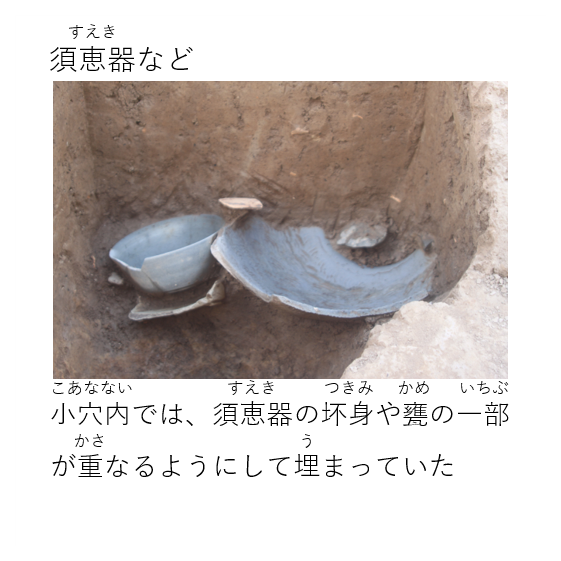 すえき
須恵器など
こあなない すえき つきみ かめ いちぶ
小穴内では、須恵器の坏身や甕の一部
かさ う
が重なるようにして埋まっていた